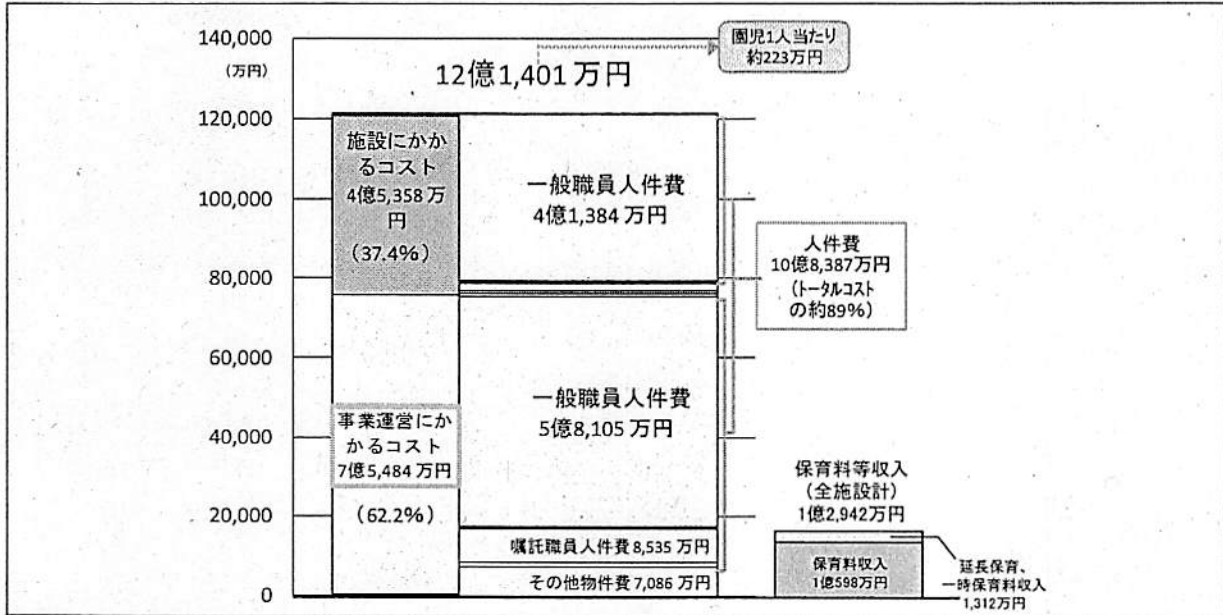 140,000
(万円)
120,000
100,000
80,000
60,000
40,000
20,000
0
12億1,401万円
園児1人当たり
約223万円
施設にかか
るコスト
4億5,358万
円
(37.4%)
一般職員人件費
4億1,384万円
人件費
10億8,387万円
(トータルコスト
の約89%)
事業運営にか
かるコスト
7億5,484万円
(62.2%)
一般職員人件費
5億8,105万円
嘱託職員人件費8,535万円
その他物件費7,086万円
保育料等収入
(全施設計)
1億2,942万円
保育料収入
1億598万円
延長保育、
一時保育料収入
1,312万円